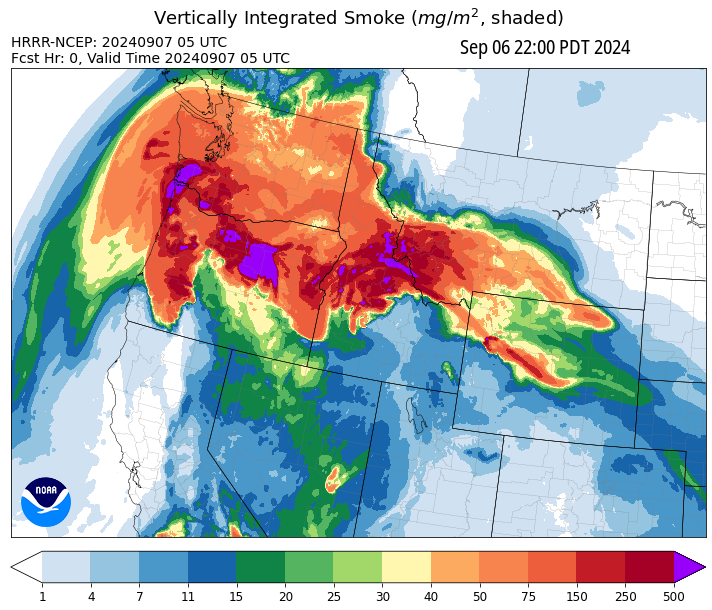 Vertically Integrated Smoke (mg/m², shaded)
HRRR-NCEP: 20240907 05 UTC
Sep 06 22:00 PDT 2024
Fcst Hr: 0, Valid Time 20240907 05 UTC
NOAA
1 4 7 11 15 20 25 30 40 50 75 150 250 500